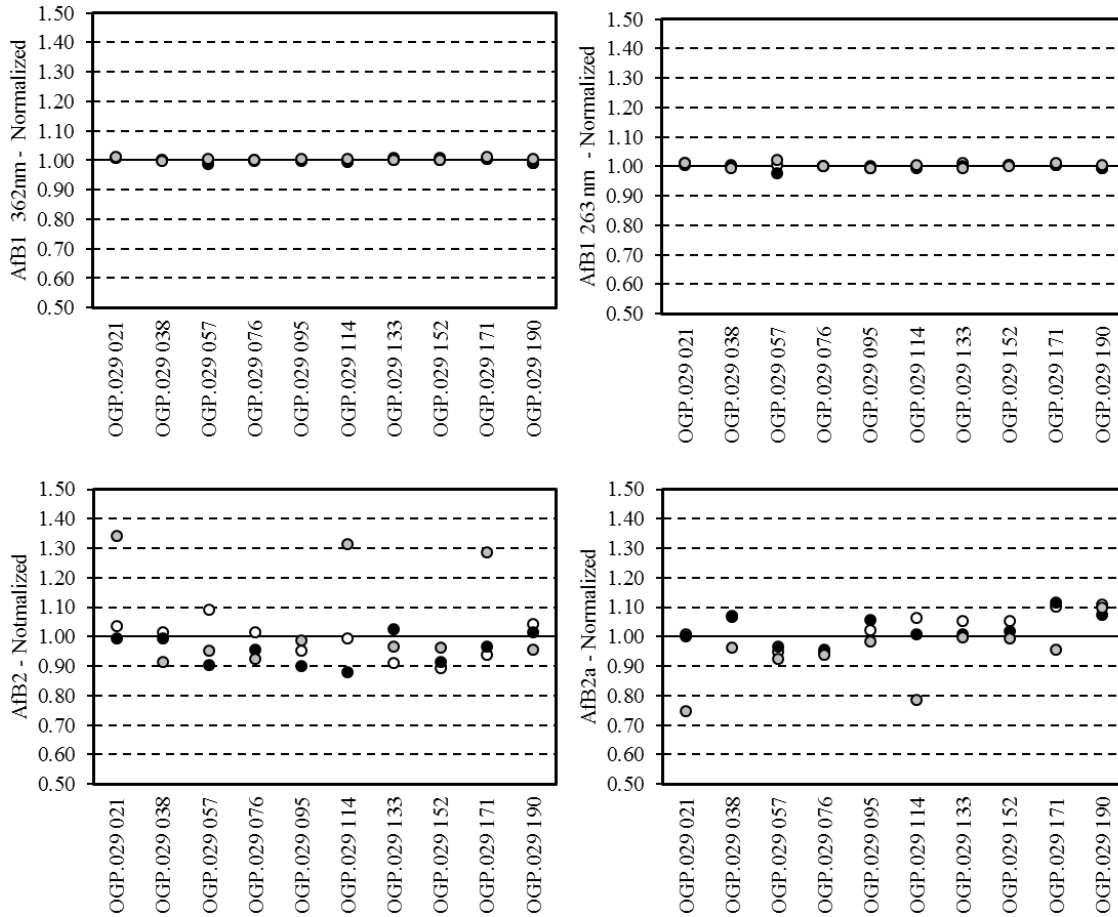 AfB1 362nm - Normalized
1.50
1.40
1.30
1.20
1.10
1.00
0.90
0.80
0.70
0.60
0.50
OGP.029 021
OGP.029 038
OGP.029 057
OGP.029 076
OGP.029 095
OGP.029 114
OGP.029 133
OGP.029 152
OGP.029 171
OGP.029 190
AfB1 263 nm - Normalized
1.50
1.40
1.30
1.20
1.10
1.00
0.90
0.80
0.70
0.60
0.50
OGP.029 021
OGP.029 038
OGP.029 057
OGP.029 076
OGP.029 095
OGP.029 114
OGP.029 133
OGP.029 152
OGP.029 171
OGP.029 190
AfB2 - Notmalized
1.50
1.40
1.30
1.20
1.10
1.00
0.90
0.80
0.70
0.60
0.50
OGP.029 021
OGP.029 038
OGP.029 057
OGP.029 076
OGP.029 095
OGP.029 114
OGP.029 133
OGP.029 152
OGP.029 171
OGP.029 190
AfB2a - Normalized
1.50
1.40
1.30
1.20
1.10
1.00
0.90
0.80
0.70
0.60
0.50
OGP.029 021
OGP.029 038
OGP.029 057
OGP.029 076
OGP.029 095
OGP.029 114
OGP.029 133
OGP.029 152
OGP.029 171
OGP.029 190